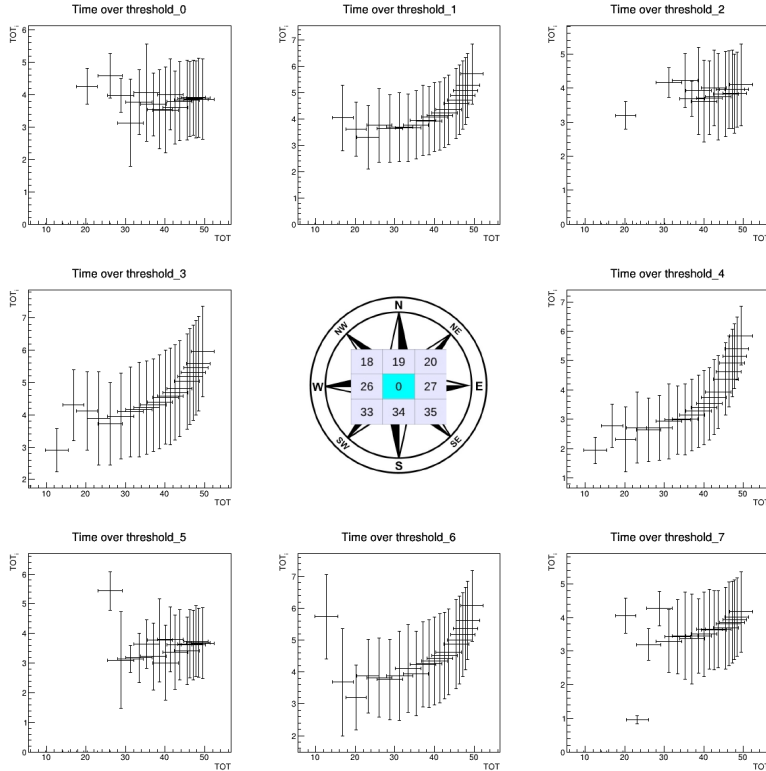 Time over threshold_0
TOT_i
6
5
4
3
2
1
0
10 20 30 40 50
TOT
Time over threshold_1
TOT_i
7
6
5
4
3
2
1
0
10 20 30 40 50
TOT
Time over threshold_2
TOT_i
5
4
3
2
1
0
10 20 30 40 50
TOT
Time over threshold_3
TOT_i
7
6
5
4
3
2
10 20 30 40 50
TOT
N
NW NE
18 19 20
W 26 0 27 E
33 34 35
SW SE
S
Time over threshold_4
TOT_i
7
6
5
4
3
2
1
10 20 30 40 50
TOT
Time over threshold_5
TOT_i
6
5
4
3
2
1
0
10 20 30 40 50
TOT
Time over threshold_6
TOT_i
7
6
5
4
3
2
10 20 30 40 50
TOT
Time over threshold_7
TOT_i
5
4
3
2
1
0
10 20 30 40 50
TOT